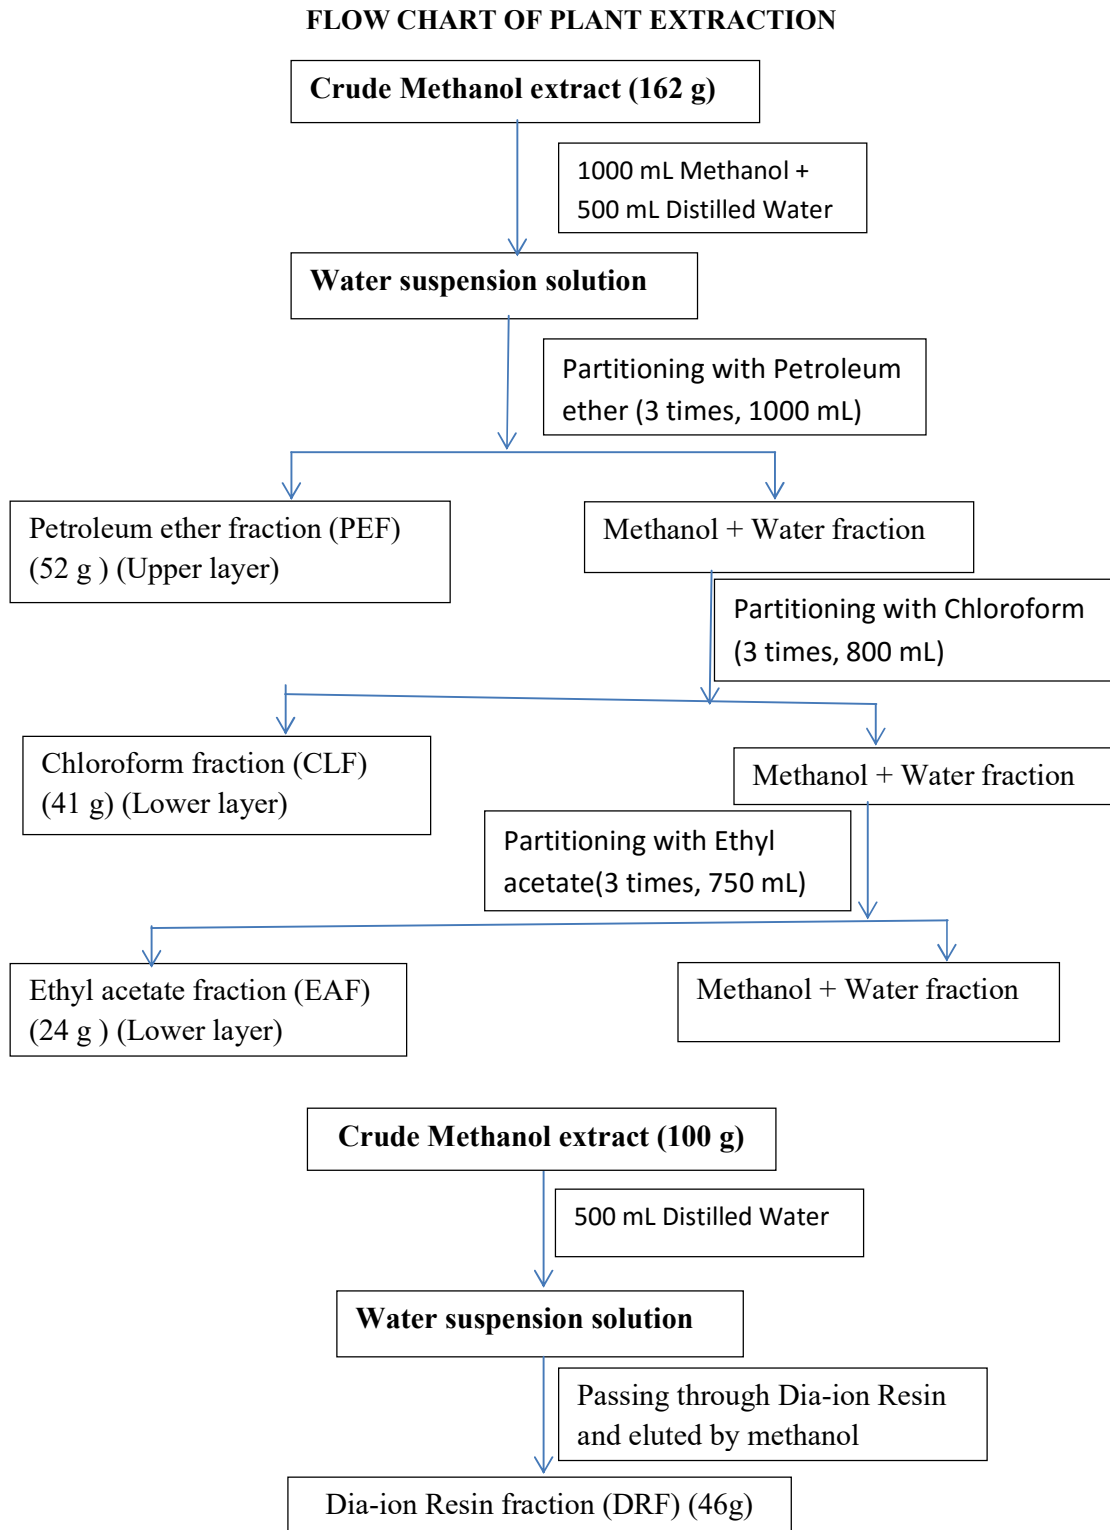 FLOW CHART OF PLANT EXTRACTION
Crude Methanol extract (162 g)
1000 mL Methanol +
500 mL Distilled Water
Water suspension solution
Partitioning with Petroleum
ether (3 times, 1000 mL)
Petroleum ether fraction (PEF)
(52 g ) (Upper layer)
Methanol + Water fraction
Partitioning with Chloroform
(3 times, 800 mL)
Chloroform fraction (CLF)
(41 g) (Lower layer)
Methanol + Water fraction
Partitioning with Ethyl
acetate(3 times, 750 mL)
Ethyl acetate fraction (EAF)
(24 g ) (Lower layer)
Methanol + Water fraction
Crude Methanol extract (100 g)
500 mL Distilled Water
Water suspension solution
Passing through Dia-ion Resin
and eluted by methanol
Dia-ion Resin fraction (DRF) (46g)